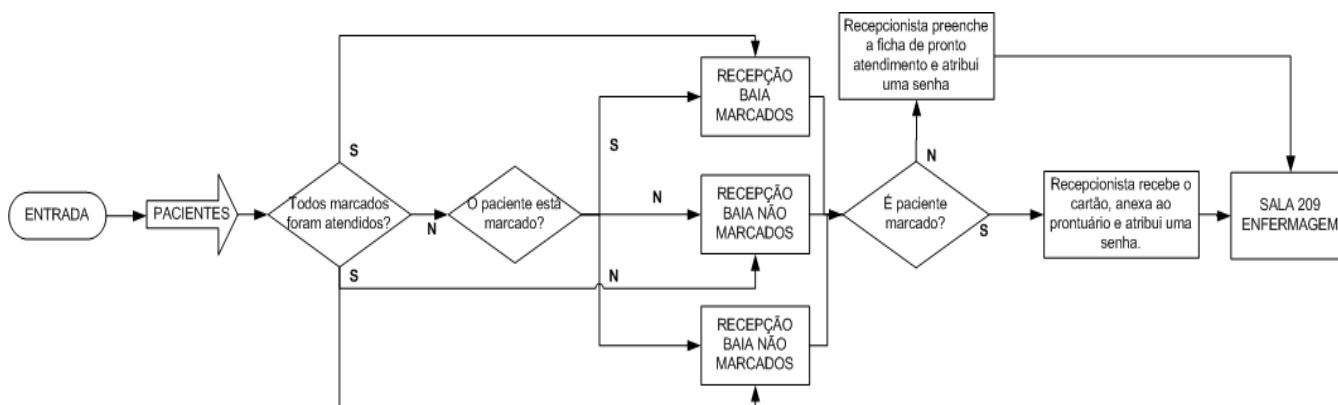 ENTRADA
PACIENTES
Todos marcados
foram atendidos?
S
N
S
O paciente está
marcado?
S
N
N
RECEPÇÃO
BAIA
MARCADOS
RECEPÇÃO
BAIA NÃO
MARCADOS
RECEPÇÃO
BAIA NÃO
MARCADOS
É paciente
marcado?
N
S
Recepcionista preenche
a ficha de pronto
atendimento e atribui
uma senha
Recepcionista recebe o
cartão, anexa ao
prontuário e atribui uma
senha.
SALA 209
ENFERMAGEM